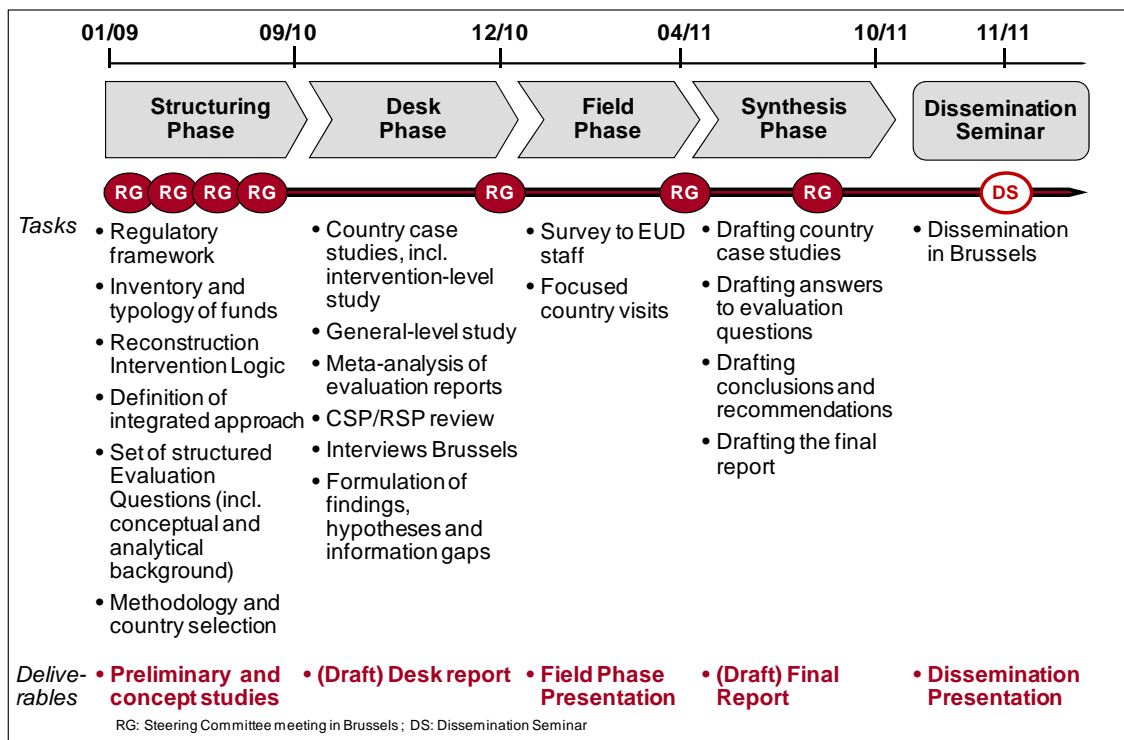 01/09 09/10 12/10 04/11 10/11 11/11
Structuring
Phase
Desk
Phase
Field
Phase
Synthesis
Phase
Dissemination
Seminar
RG RG RG RG RG RG RG DS
Tasks
• Regulatory
framework
• Inventory and
typology of funds
• Reconstruction
Intervention Logic
• Definition of
integrated approach
• Set of structured
Evaluation
Questions (incl.
conceptual and
analytical
background)
• Methodology and
country selection
• Country case
studies, incl.
intervention-level
study
• General-level study
• Meta-analysis of
evaluation reports
• CSP/RSP review
• Interviews Brussels
• Formulation of
findings,
hypotheses and
information gaps
• Survey to EUD
staff
• Focused
country visits
• Drafting country
case studies
• Drafting answers
to evaluation
questions
• Drafting
conclusions and
recommendations
• Drafting the final
report
• Dissemination
in Brussels
Delive-
rables
• Preliminary and
concept studies
• (Draft) Desk report
• Field Phase
Presentation
• (Draft) Final
Report
• Dissemination
Presentation
RG: Steering Committee meeting in Brussels ; DS: Dissemination Seminar